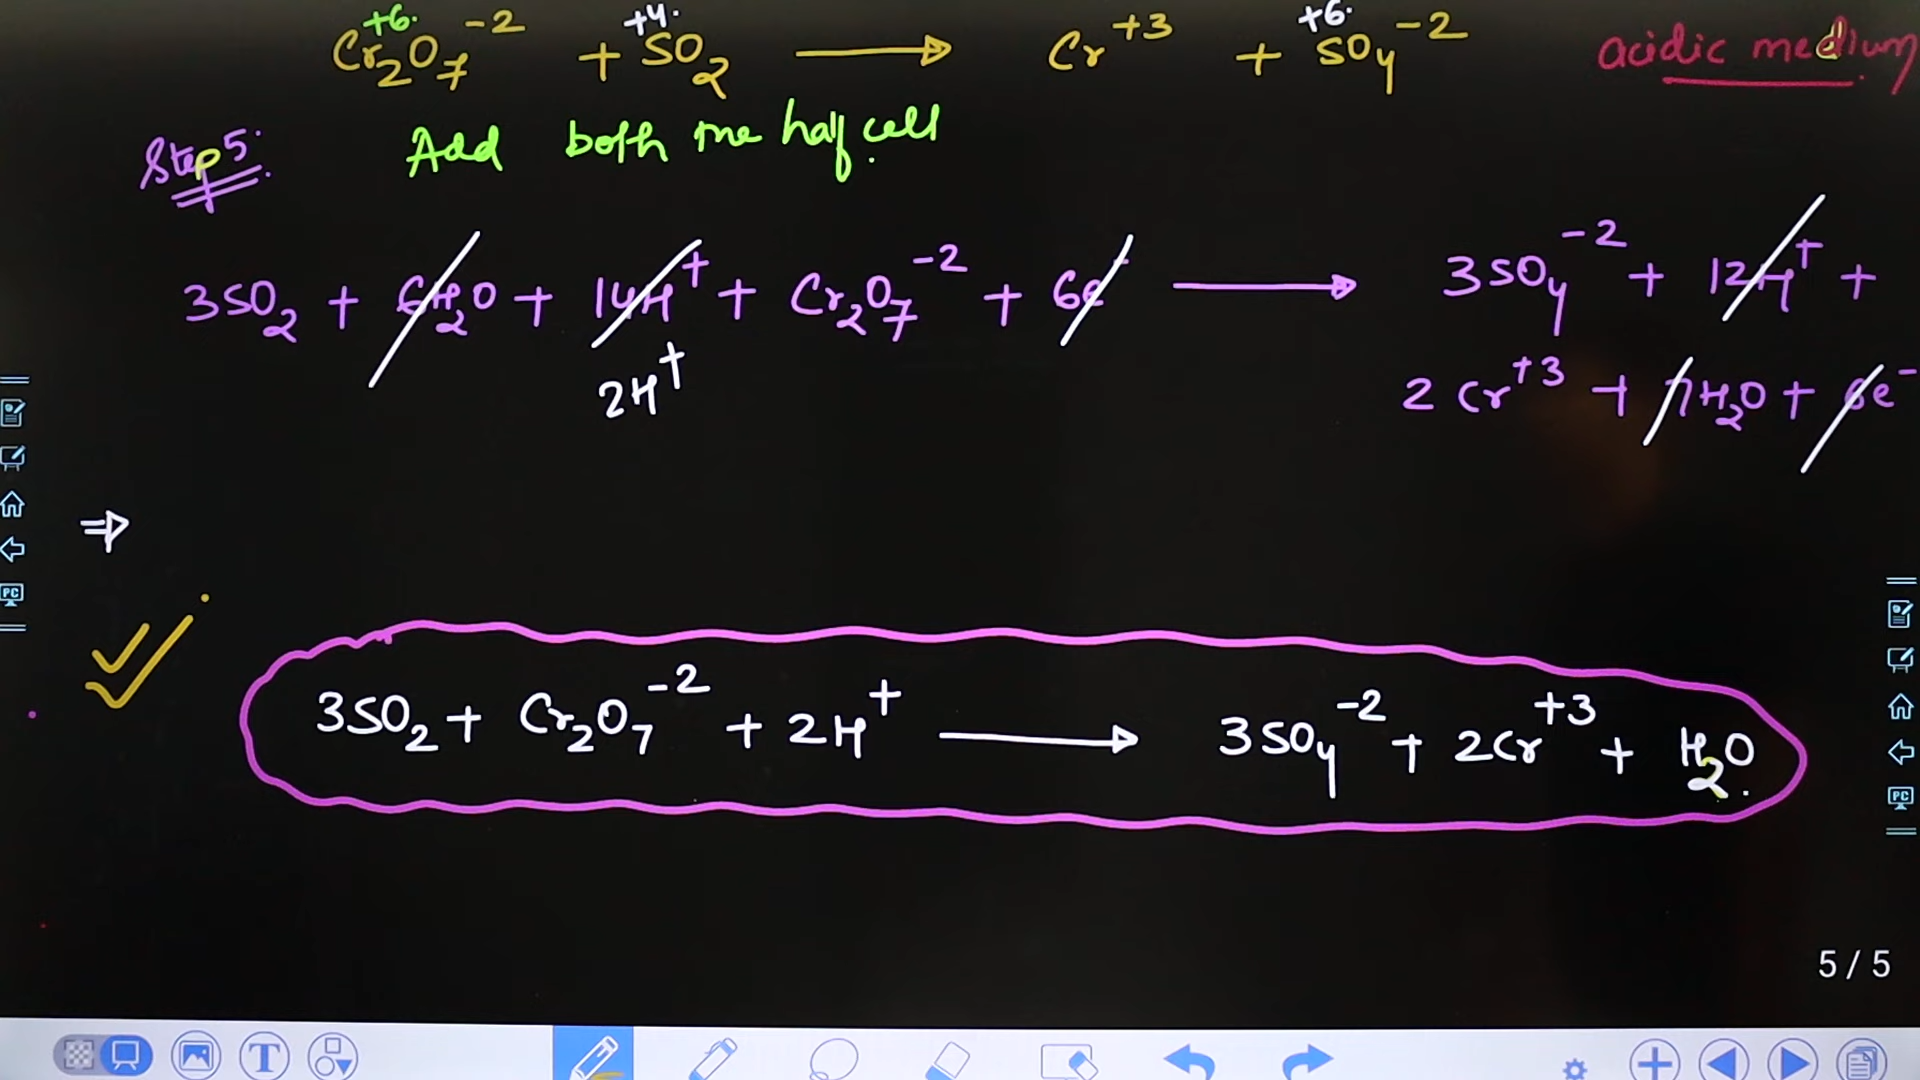 +6. +4. +6.
Cr₂O₇⁻² + SO₂ ⟶ Cr⁺³ + SO₄⁻² acidic medium
Step 5: Add both the half cell.
3SO₂ + 6H₂O + 14H⁺ + Cr₂O₇⁻² + 6e⁻ ⟶ 3SO₄⁻² + 12H⁺ +
2H⁺ 2Cr⁺³ + 7H₂O + 6e⁻
⇒
3SO₂ + Cr₂O₇⁻² + 2H⁺ ⟶ 3SO₄⁻² + 2Cr⁺³ + H₂O.
5/5
PC
PC
T